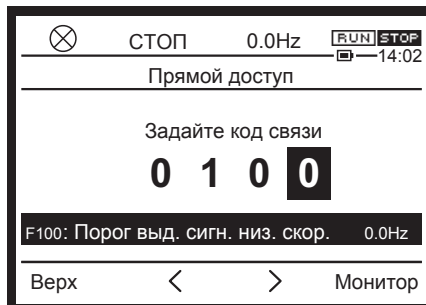 СТОП 0.0Hz RUN STOP
14:02
Прямой доступ
Задайте код связи
0 1 0 0
F100: Порог выд. сигн. низ. скор. 0.0Hz
Верх < > Монитор